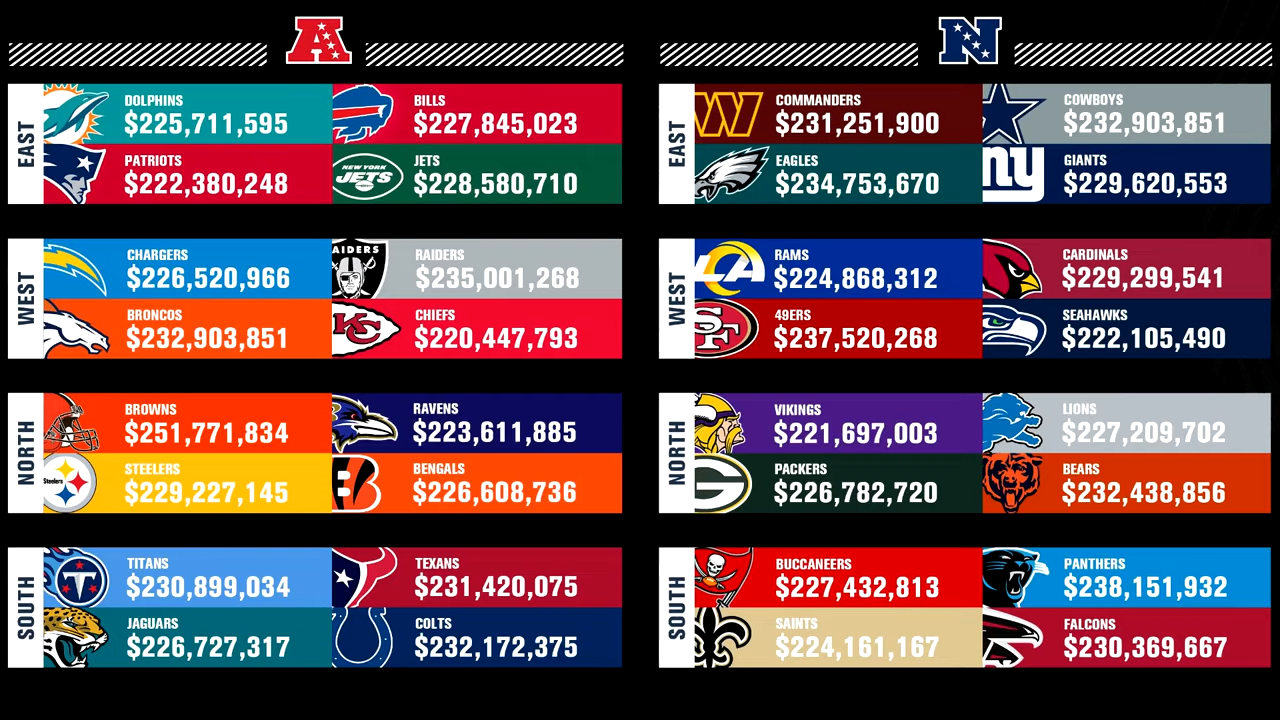 A
N
EAST
DOLPHINS
$225,711,595
BILLS
$227,845,023
PATRIOTS
$222,380,248
NEW YORK
JETS
JETS
$228,580,710
EAST
COMMANDERS
$231,251,900
COWBOYS
$232,903,851
EAGLES
$234,753,670
ny
GIANTS
$229,620,553
WEST
CHARGERS
$226,520,966
RAIDERS
RAIDERS
$235,001,268
BRONCOS
$232,903,851
KC
CHIEFS
$220,447,793
WEST
LA
RAMS
$224,868,312
CARDINALS
$229,299,541
SF
49ERS
$237,520,268
SEAHAWKS
$222,105,490
NORTH
BROWNS
$251,771,834
RAVENS
$223,611,885
Steelers
STEELERS
$229,227,145
B
BENGALS
$226,608,736
NORTH
VIKINGS
$221,697,003
LIONS
$227,209,702
G
PACKERS
$226,782,720
BEARS
$232,438,856
SOUTH
T
TITANS
$230,899,034
TEXANS
$231,420,075
JAGUARS
$226,727,317
COLTS
$232,172,375
SOUTH
BUCCANEERS
$227,432,813
PANTHERS
$238,151,932
SAINTS
$224,161,167
FALCONS
$230,369,667